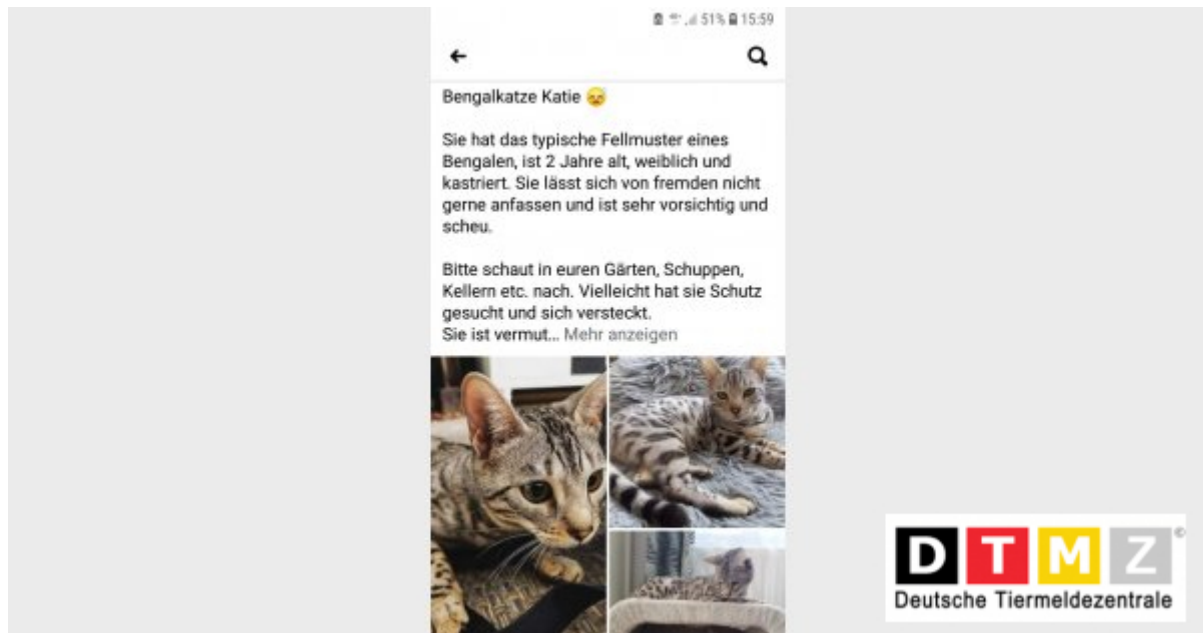 51% 15:59
Bengalkatze Katie 😿
Sie hat das typische Fellmuster eines
Bengalen, ist 2 Jahre alt, weiblich und
kastriert. Sie lässt sich von fremden nicht
gerne anfassen und ist sehr vorsichtig und
scheu.
Bitte schaut in euren Gärten, Schuppen,
Kellern etc. nach. Vielleicht hat sie Schutz
gesucht und sich versteckt.
Sie ist vermut... Mehr anzeigen
DTMZ®
Deutsche Tiermeldezentrale